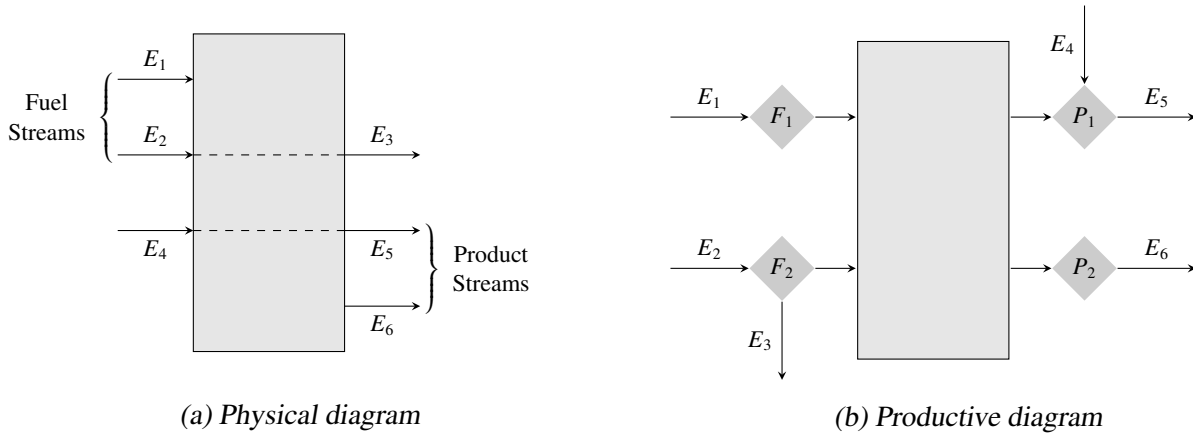 Fuel
Streams
E₁
E₂
E₃
E₄
E₅
E₆
Product
Streams
(a) Physical diagram
E₁
F₁
E₂
F₂
E₃
E₄
P₁
E₅
P₂
E₆
(b) Productive diagram